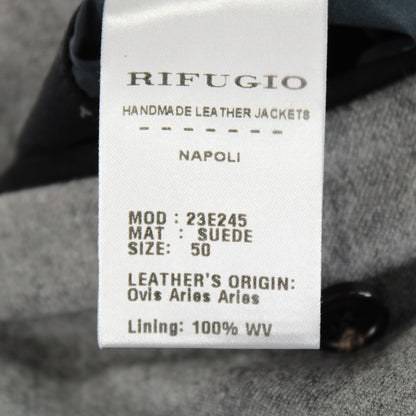 RIFUGIO
HANDMADE LEATHER JACKETS
- - - - - - -
NAPOLI
MOD : 23E245
MAT : SUEDE
SIZE: 50
LEATHER'S ORIGIN:
Ovis Aries Aries
Lining: 100% WV